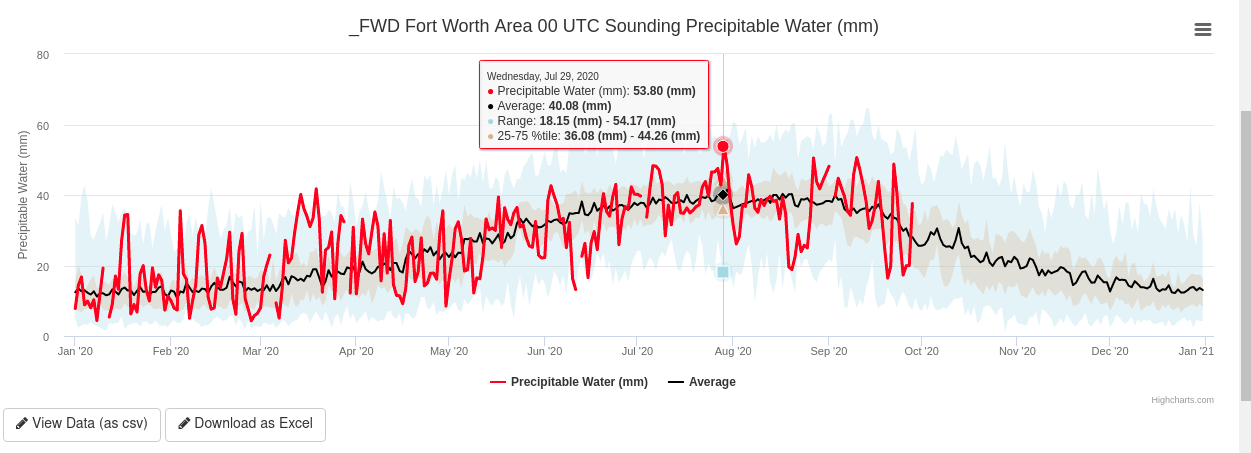 _FWD Fort Worth Area 00 UTC Sounding Precipitable Water (mm)
Precipitable Water (mm)
80
60
40
20
0
Wednesday, Jul 29, 2020
● Precipitable Water (mm): 53.80 (mm)
● Average: 40.08 (mm)
● Range: 18.15 (mm) - 54.17 (mm)
● 25-75 %tile: 36.08 (mm) - 44.26 (mm)
Jan '20 Feb '20 Mar '20 Apr '20 May '20 Jun '20 Jul '20 Aug '20 Sep '20 Oct '20 Nov '20 Dec '20 Jan '21
Precipitable Water (mm) Average
Highcharts.com
View Data (as csv) Download as Excel